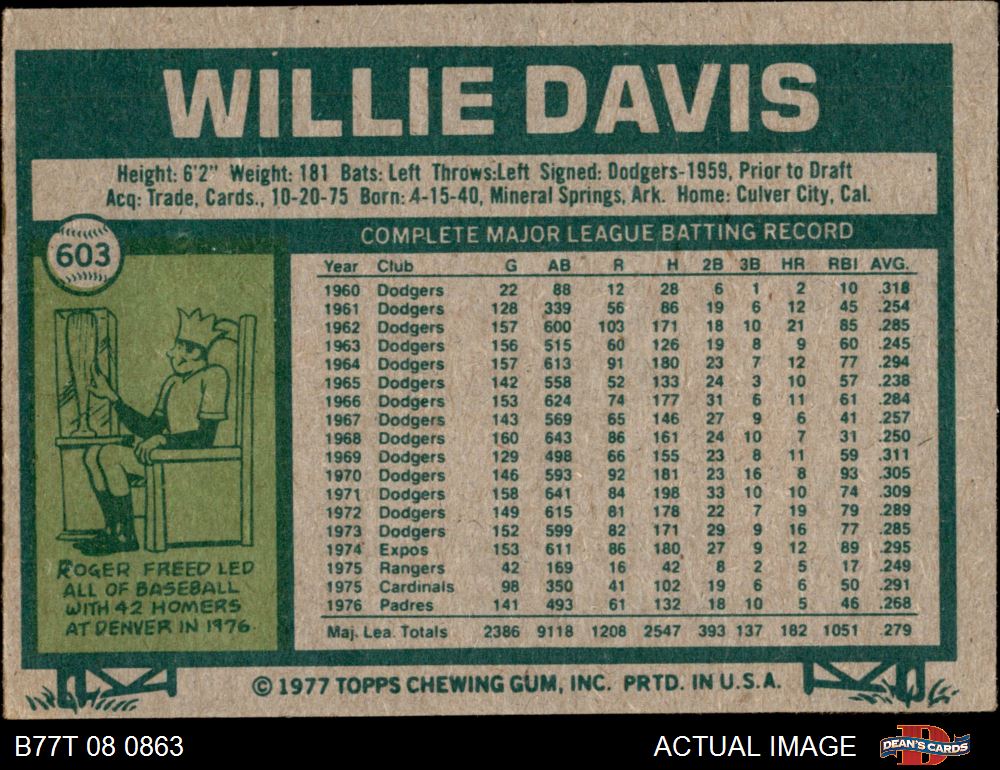 WILLIE DAVIS
Height: 6'2" Weight: 181 Bats: Left Throws:Left Signed: Dodgers-1959, Prior to Draft
Acq: Trade, Cards., 10-20-75 Born: 4-15-40, Mineral Springs, Ark. Home: Culver City, Cal.
603
COMPLETE MAJOR LEAGUE BATTING RECORD
Year Club G AB R H 2B 3B HR RBI AVG.
1960 Dodgers 22 88 12 28 6 1 2 10 .318
1961 Dodgers 128 339 56 86 19 6 12 45 .254
1962 Dodgers 157 600 103 171 18 10 21 85 .285
1963 Dodgers 156 515 60 126 19 8 9 60 .245
1964 Dodgers 157 613 91 180 23 7 12 77 .294
1965 Dodgers 142 558 52 133 24 3 10 57 .238
1966 Dodgers 153 624 74 177 31 6 11 61 .284
1967 Dodgers 143 569 65 146 27 9 6 41 .257
1968 Dodgers 160 643 86 161 24 10 7 31 .250
1969 Dodgers 129 498 66 155 23 8 11 59 .311
1970 Dodgers 146 593 92 181 23 16 8 93 .305
1971 Dodgers 158 641 84 198 33 10 10 74 .309
1972 Dodgers 149 615 81 178 22 7 19 79 .289
1973 Dodgers 152 599 82 171 29 9 16 77 .285
1974 Expos 153 611 86 180 27 9 12 89 .295
1975 Rangers 42 169 16 42 8 2 5 17 .249
1975 Cardinals 98 350 41 102 19 6 6 50 .291
1976 Padres 141 493 61 132 18 10 5 46 .268
Maj. Lea. Totals 2386 9118 1208 2547 393 137 182 1051 .279
ROGER FREED LED
ALL OF BASEBALL
WITH 42 HOMERS
AT DENVER IN 1976.
© 1977 TOPPS CHEWING GUM, INC. PRTD. IN U.S.A.
B77T 08 0863
ACTUAL IMAGE
DEAN'S CARDS